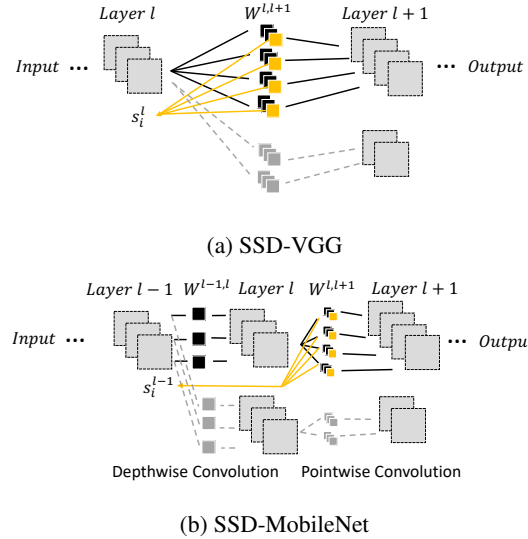 Layer l W^{l,l+1} Layer l + 1
Input ··· ··· Output
s_i^l
(a) SSD-VGG
Layer l − 1 W^{l−1,l} Layer l W^{l,l+1} Layer l + 1
Input ··· ··· Outpu
s_i^{l−1}
Depthwise Convolution Pointwise Convolution
(b) SSD-MobileNet